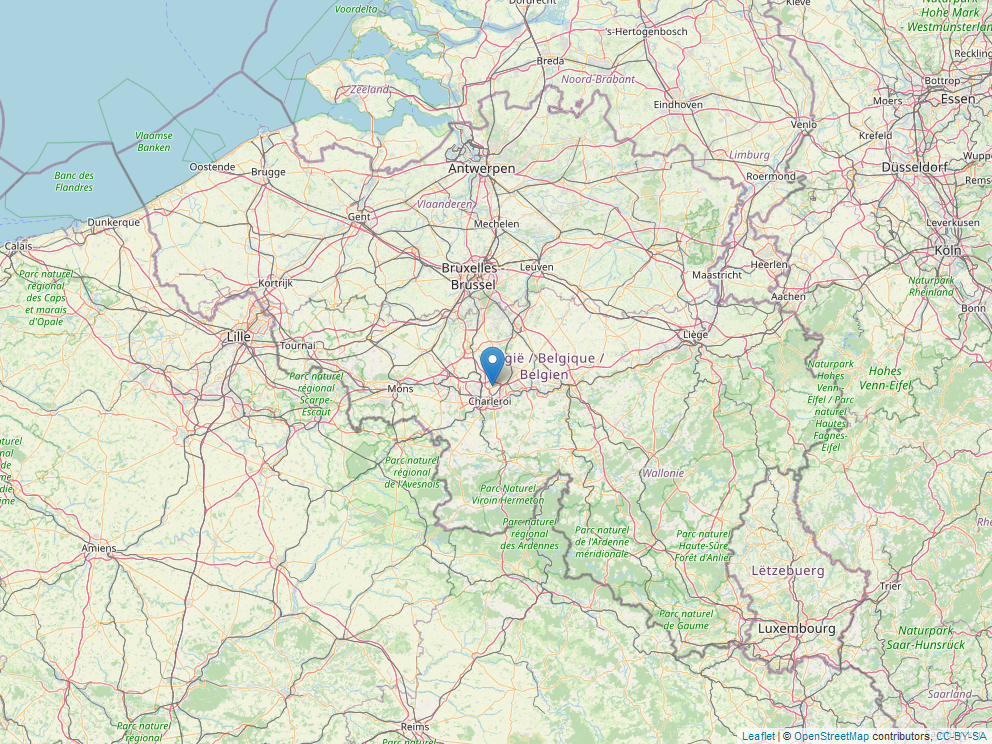 Voordelta
Dordrecht
Kleve
Naturpark
Hohe Mark
- Westmünsterland
's-Hertogenbosch
Breda
Noord-Brabant
Recklin
Bottrop
Essen
Moers
Zeeland
Eindhoven
Venlo
Krefeld
Vlaamse
Banken
Wupp
Oostende
Brugge
Antwerpen
Limburg
Düsseldorf
Roermond
Rems
Banc des
Flandres
Vlaanderen
Gent
Mechelen
Leverkusen
Dunkerque
Calais
Köln
Bruxelles -
Brussel
Leuven
Maastricht
Heerlen
Parc naturel
régional
des Caps
et marais
d'Opale
Kortrijk
Aachen
Naturpark
Rheinland
Bonn
Lille
Tournai
Liège
gië / Belgique /
Belgien
Parc naturel
régional
Scarpe-
Escaut
Mons
Charleroi
Naturpark
Hohes
Venn-
Eifel / Parc
naturel
Hautes
Fagnes-
Eifel
Hohes
Venn-Eifel
Parc naturel
régional
de l'Avesnois
Wallonie
Parc Naturel
Viroin Hermeton
Parc naturel
régional
des Ardennes
Parc naturel
de l'Ardenne
méridionale
Parc naturel
Haute-Sûre
Forêt d'Anlier
Amiens
Lëtzebuerg
Trier
Parc naturel
de Gaume
Luxembourg
Naturpark
Saar-Hunsrück
Saarland
Reims
Parc naturel
régional
Parc naturel
Leaflet | © OpenStreetMap contributors, CC-BY-SA